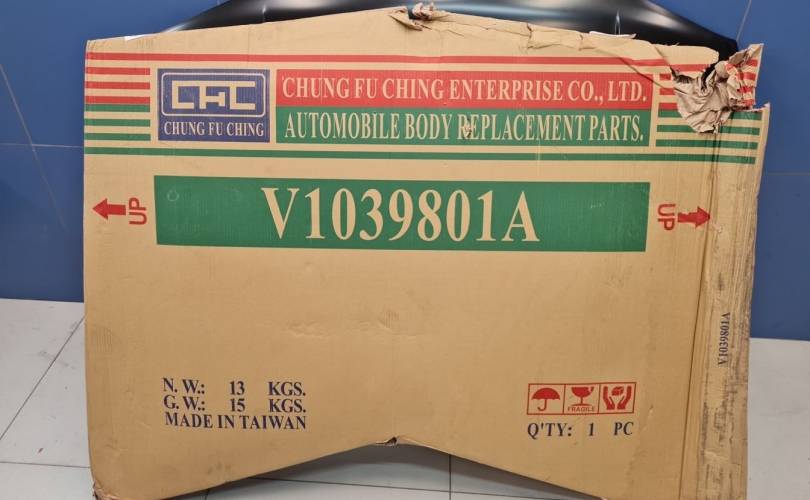 CFC
CHUNG FU CHING
CHUNG FU CHING ENTERPRISE CO., LTD.
AUTOMOBILE BODY REPLACEMENT PARTS.
UP
V1039801A
UP
V1039801A
N. W.: 13 KGS.
G. W.: 15 KGS.
MADE IN TAIWAN
FRAGILE
Q'TY: 1 PC